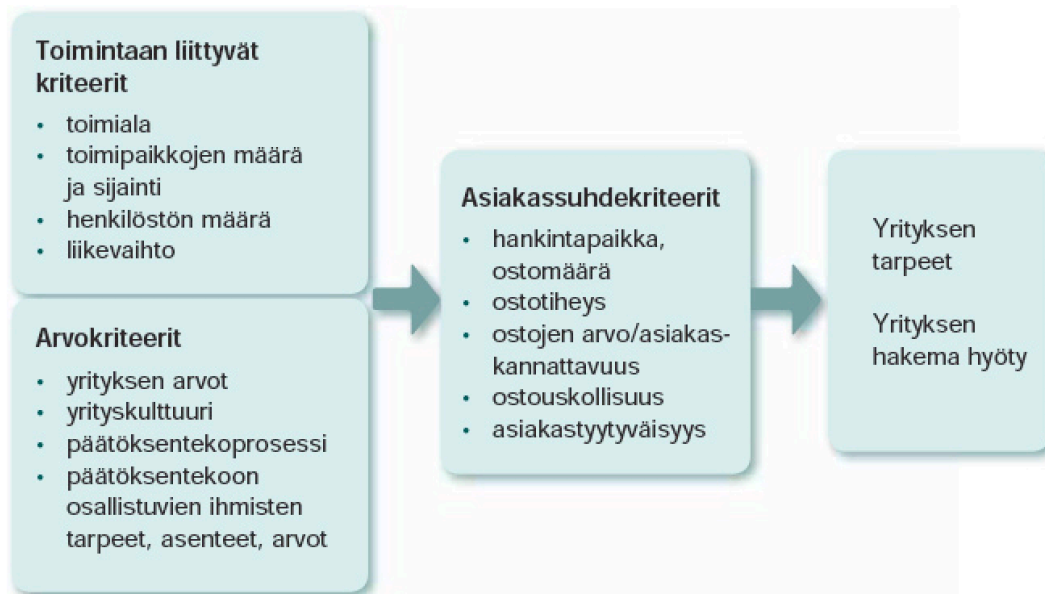 Toimintaan liittyvät
kriteerit
• toimiala
• toimipaikkojen määrä
ja sijainti
• henkilöstön määrä
• liikevaihto
Arvokriteerit
• yrityksen arvot
• yrityskulttuuri
• päätöksentekoprosessi
• päätöksentekoon
osallistuvien ihmisten
tarpeet, asenteet, arvot
Asiakassuhdekriteerit
• hankintapaikka,
ostomäärä
• ostotiheys
• ostojen arvo/asiakas-
kannattavuus
• ostouskollisuus
• asiakastyytyväisyys
Yrityksen
tarpeet
Yrityksen
hakema hyöty